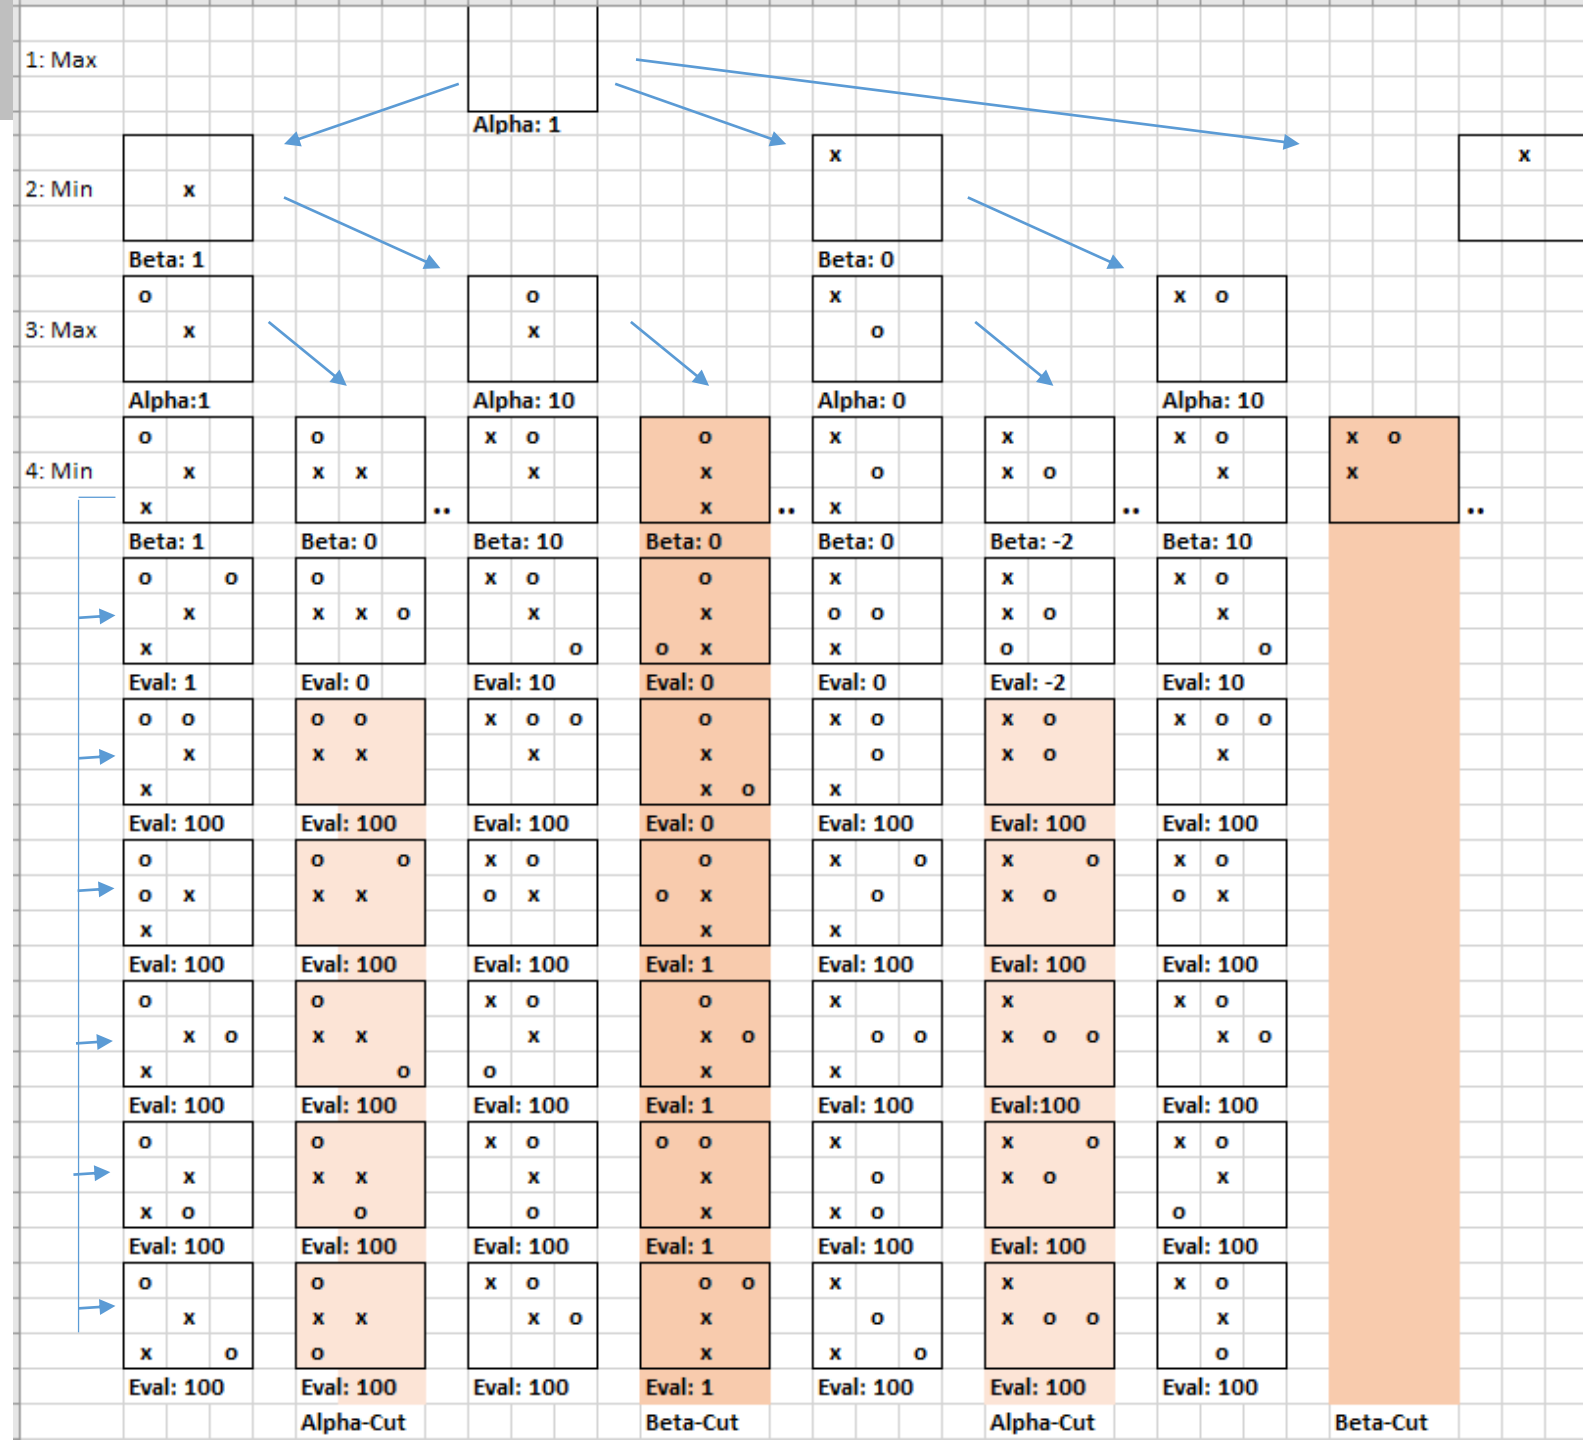 1: Max
Alpha: 1
x
2: Min x x
Beta: 1 Beta: 0
o o x x o
3: Max x x o
Alpha:1 Alpha: 10 Alpha: 0 Alpha: 10
o o x o o x x x o x o
4: Min x x x x x o x o x x
x .. x .. x .. ..
Beta: 1 Beta: 0 Beta: 10 Beta: 0 Beta: 0 Beta: -2 Beta: 10
o o o x o o x x x o
x x x o x x o o x o x
x o o x x o o
Eval: 1 Eval: 0 Eval: 10 Eval: 0 Eval: 0 Eval: -2 Eval: 10
o o o o x o o o x o x o x o o
x x x x x o x o x
x x o x
Eval: 100 Eval: 100 Eval: 100 Eval: 0 Eval: 100 Eval: 100 Eval: 100
o o o x o o x o x o x o
o x x x o x o x o x o o x
x x x
Eval: 100 Eval: 100 Eval: 100 Eval: 1 Eval: 100 Eval: 100 Eval: 100
o o x o o x x x o
x o x x x x o o o x o o x o
x o o x x
Eval: 100 Eval: 100 Eval: 100 Eval: 1 Eval: 100 Eval:100 Eval: 100
o o x o o o x x o x o
x x x x x o x o x
x o o o x x o o
Eval: 100 Eval: 100 Eval: 100 Eval: 1 Eval: 100 Eval: 100 Eval: 100
o o x o o o x x x o
x x x x o x o x o o x
x o o x x o o
Eval: 100 Eval: 100 Eval: 100 Eval: 1 Eval: 100 Eval: 100 Eval: 100
Alpha-Cut Beta-Cut Alpha-Cut Beta-Cut